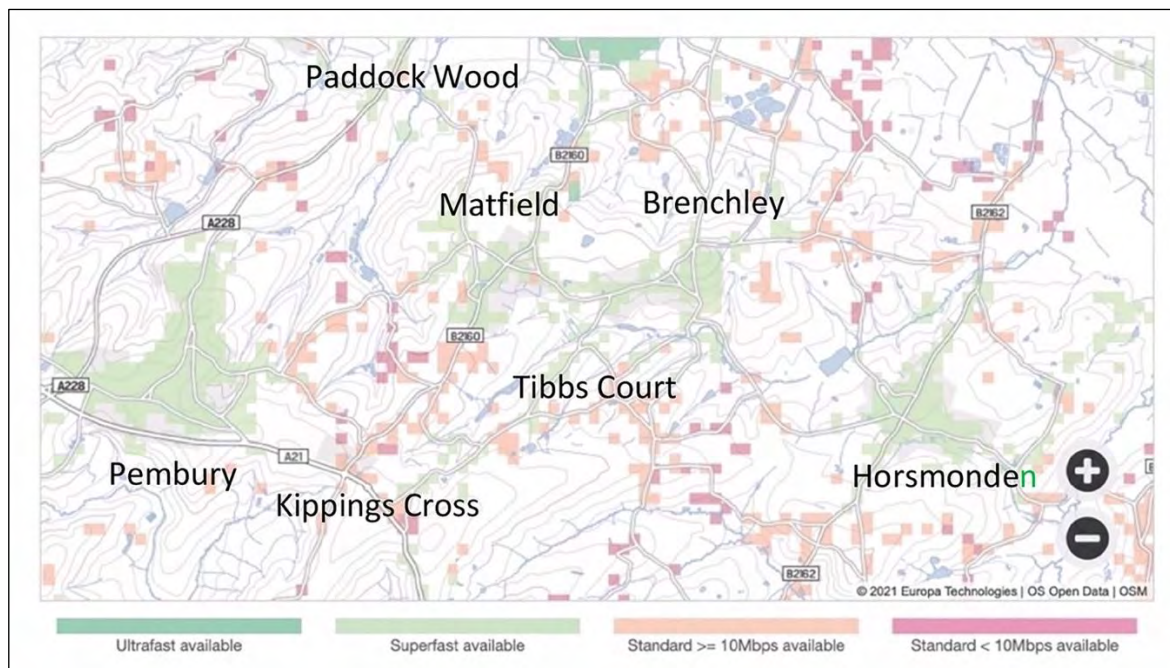 Paddock Wood
B2160
Matfield
Brenchley
A228
B2162
B2160
A228
Tibbs Court
A21
Pembury
Kippings Cross
Horsmonden
B2162
© 2021 Europa Technologies | OS Open Data | OSM
Ultrafast available
Superfast available
Standard >= 10Mbps available
Standard < 10Mbps available